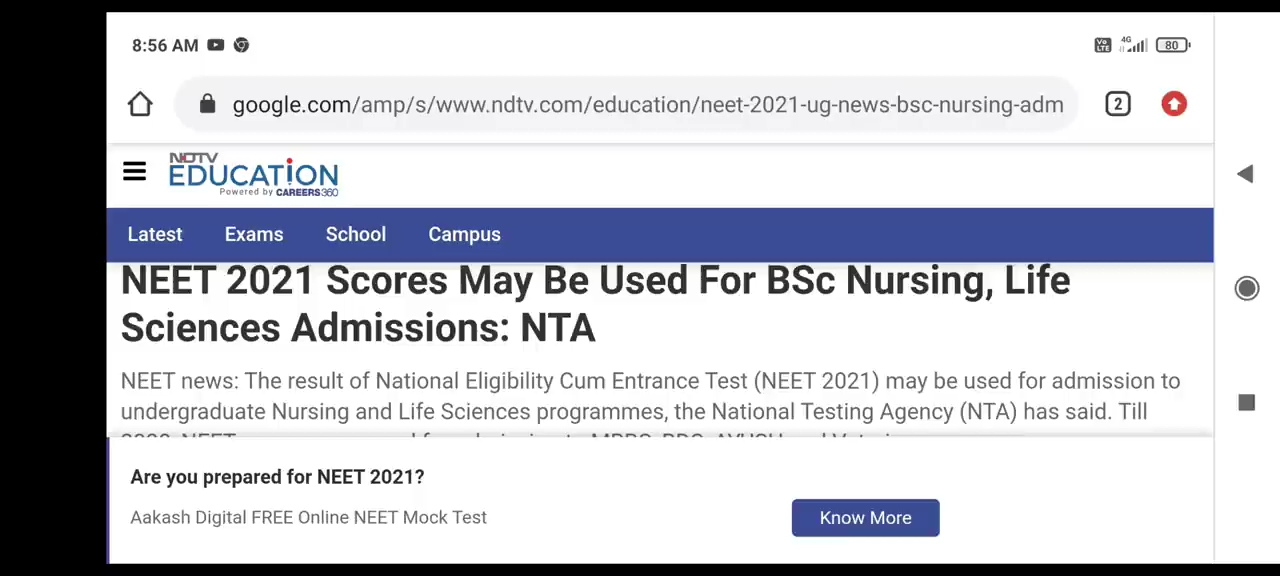 8:56 AM
Vo LTE 4G 80
google.com/amp/s/www.ndtv.com/education/neet-2021-ug-news-bsc-nursing-adm
2
NDTV
EDUCATION
Powered by CAREERS360
Latest Exams School Campus
NEET 2021 Scores May Be Used For BSc Nursing, Life
Sciences Admissions: NTA
NEET news: The result of National Eligibility Cum Entrance Test (NEET 2021) may be used for admission to
undergraduate Nursing and Life Sciences programmes, the National Testing Agency (NTA) has said. Till
Are you prepared for NEET 2021?
Aakash Digital FREE Online NEET Mock Test
Know More